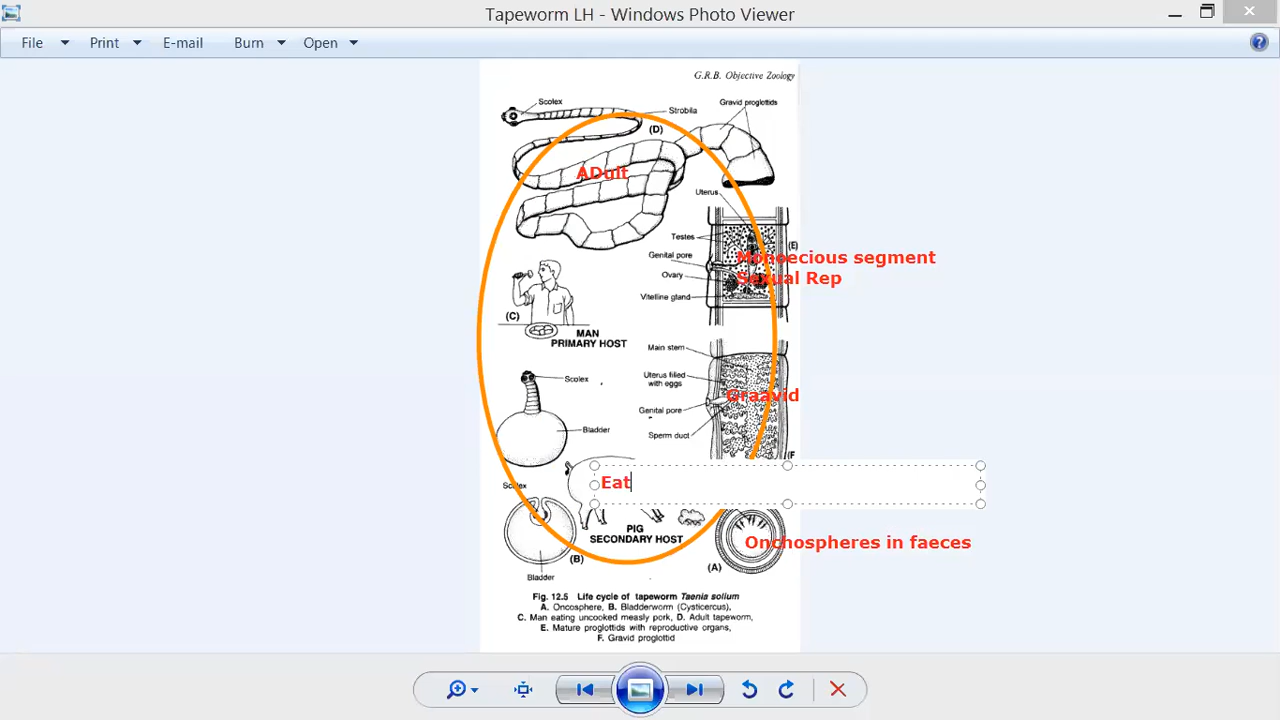 Tapeworm LH - Windows Photo Viewer
File Print E-mail Burn Open
G.R.B. Objective Zoology
Scolex
Strobila
Gravid proglottids
(D)
ADult
Uterus
Testes
(E)
Genital pore
Monoecious segment
Sexual Rep
Ovary
Vitelline gland
(C)
MAN
PRIMARY HOST
Main stem
Scolex
Uterus filled
with eggs
Graavid
Genital pore
Bladder
Sperm duct
(F
Eat
Scolex
PIG
SECONDARY HOST
Onchospheres in faeces
(B)
(A)
Bladder
Fig. 12.5 Life cycle of tapeworm Taenia solium
A. Oncosphere, B. Bladderworm (Cysticercus),
C. Man eating uncooked measly pork, D. Adult tapeworm,
E. Mature proglottids with reproductive organs,
F. Gravid proglottid